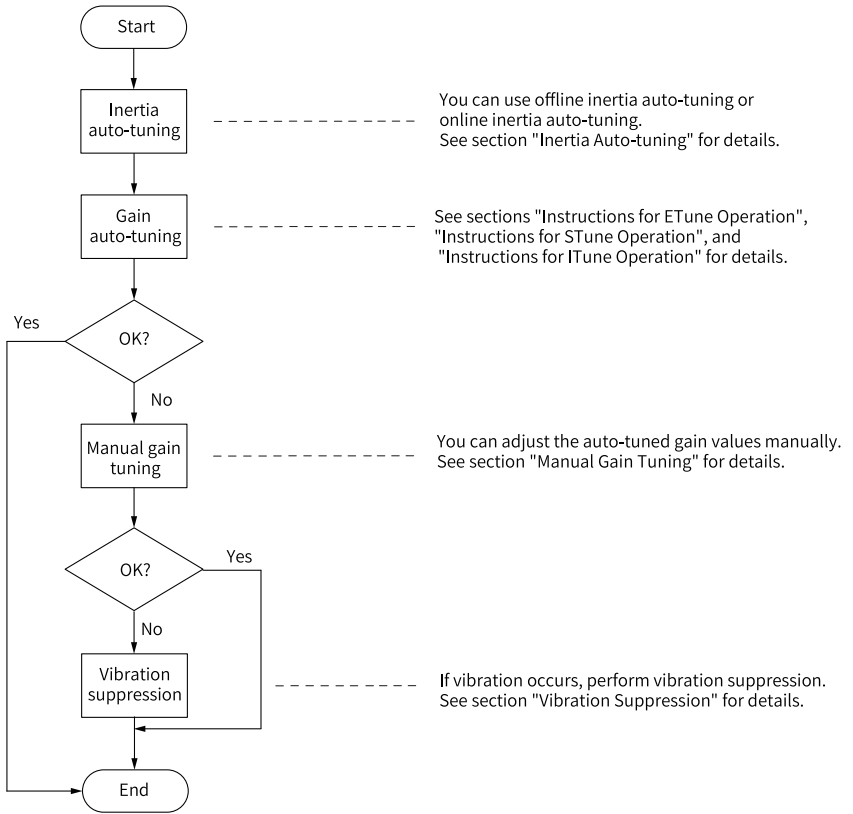 Start
Inertia
auto-tuning
You can use offline inertia auto-tuning or
online inertia auto-tuning.
See section "Inertia Auto-tuning" for details.
Gain
auto-tuning
See sections "Instructions for ETune Operation",
"Instructions for STune Operation", and
"Instructions for ITune Operation" for details.
Yes
OK?
No
Manual gain
tuning
You can adjust the auto-tuned gain values manually.
See section "Manual Gain Tuning" for details.
OK?
Yes
No
Vibration
suppression
If vibration occurs, perform vibration suppression.
See section "Vibration Suppression" for details.
End